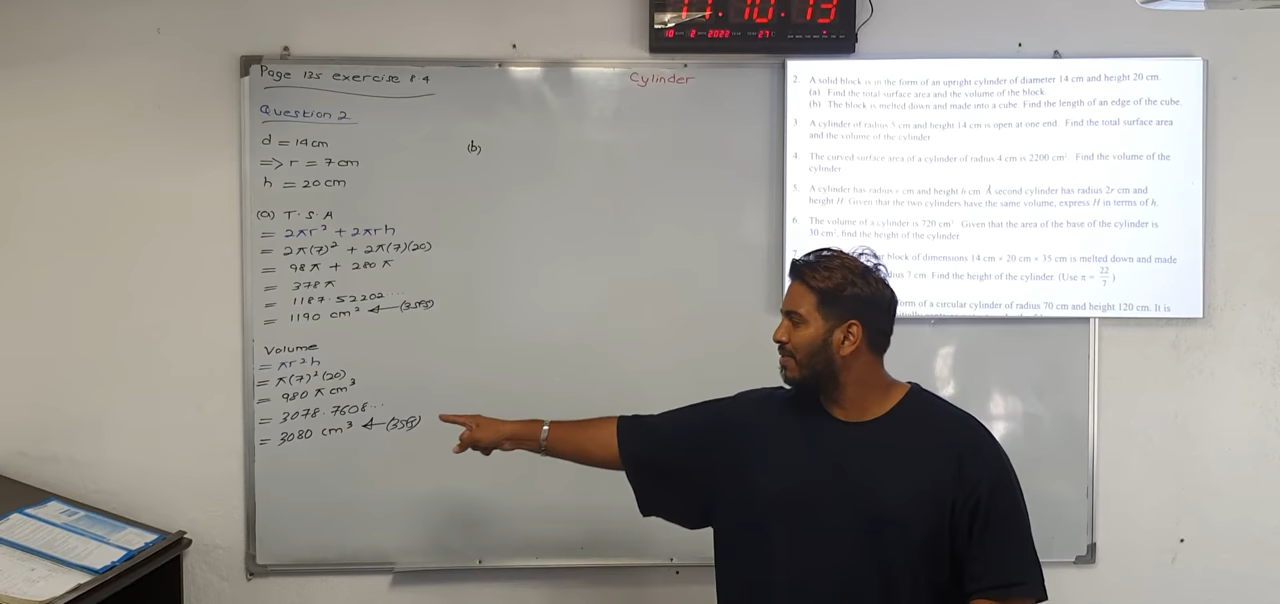 11:10:13
10 2 2022 27°C
Page 135 exercise 8.4
Cylinder
Question 2
d = 14 cm
=> r = 7 cm
h = 20 cm
(a) T.S.A
= 2πr² + 2πrh
= 2π(7)² + 2π(7)(20)
= 98π + 280π
= 378π
= 1187.52202...
= 1190 cm² ← (3sf)
Volume
= πr²h
= π(7)²(20)
= 980 π cm³
= 3078.7608...
= 3080 cm³ ← (3sf)
(b)
2. A solid block is in the form of an upright cylinder of diameter 14 cm and height 20 cm.
(a) Find the total surface area and the volume of the block.
(b) The block is melted down and made into a cube. Find the length of an edge of the cube.
3. A cylinder of radius 5 cm and height 14 cm is open at one end. Find the total surface area
and the volume of the cylinder
4. The curved surface area of a cylinder of radius 4 cm is 2200 cm². Find the volume of the
cylinder
5. A cylinder has radius r cm and height h cm. A second cylinder has radius 2r cm and
height H. Given that the two cylinders have the same volume, express H in terms of h.
6. The volume of a cylinder is 720 cm³. Given that the area of the base of the cylinder is
30 cm², find the height of the cylinder
7. block of dimensions 14 cm × 20 cm × 35 cm is melted down and made
7 cm. Find the height of the cylinder. (Use π = 22/7)
form of a circular cylinder of radius 70 cm and height 120 cm. It is